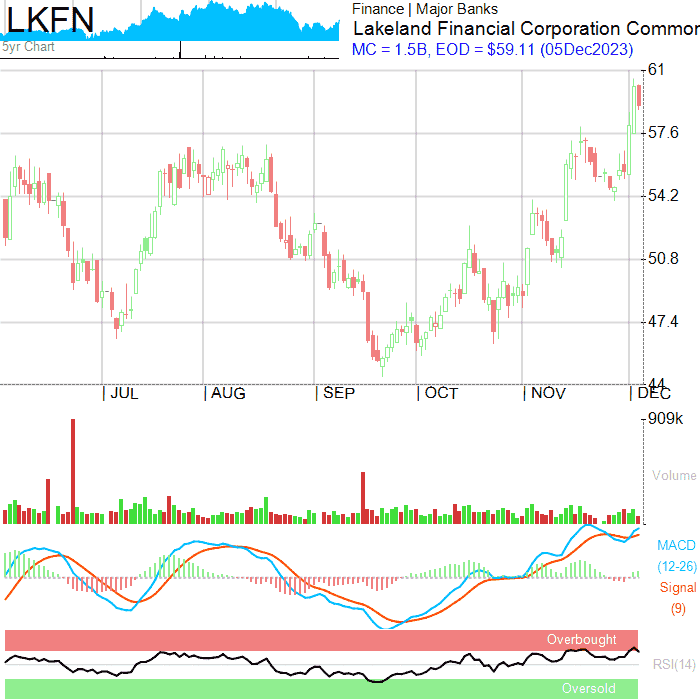 LKFN
5yr Chart
Finance | Major Banks
Lakeland Financial Corporation Common
MC = 1.5B, EOD = $59.11 (05Dec2023)
61
57.6
54.2
50.8
47.4
44
JUL
AUG
SEP
OCT
NOV
DEC
909k
Volume
MACD
(12-26)
Signal
(9)
Overbought
RSI(14)
Oversold